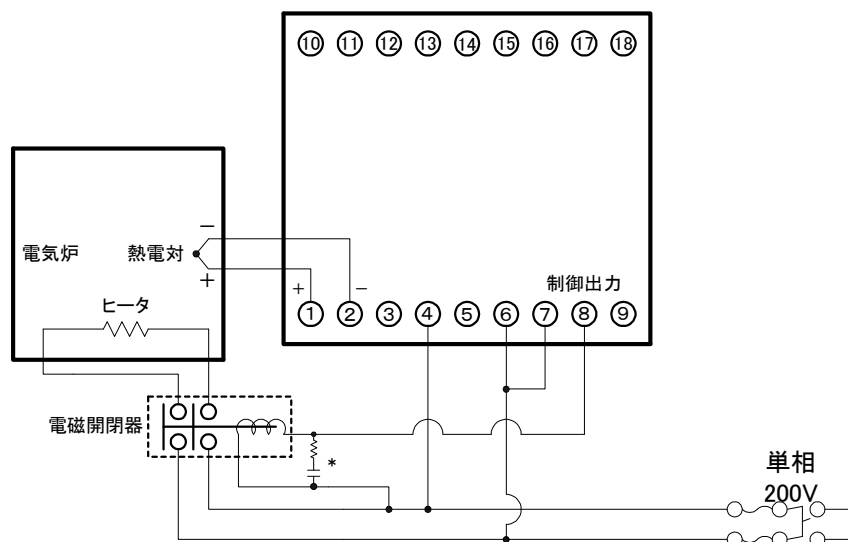 ⑩ ⑪ ⑫ ⑬ ⑭ ⑮ ⑯ ⑰ ⑱
電気炉
熱電対
−
+
ヒータ
制御出力
+ −
① ② ③ ④ ⑤ ⑥ ⑦ ⑧ ⑨
電磁開閉器
*
単相
200V